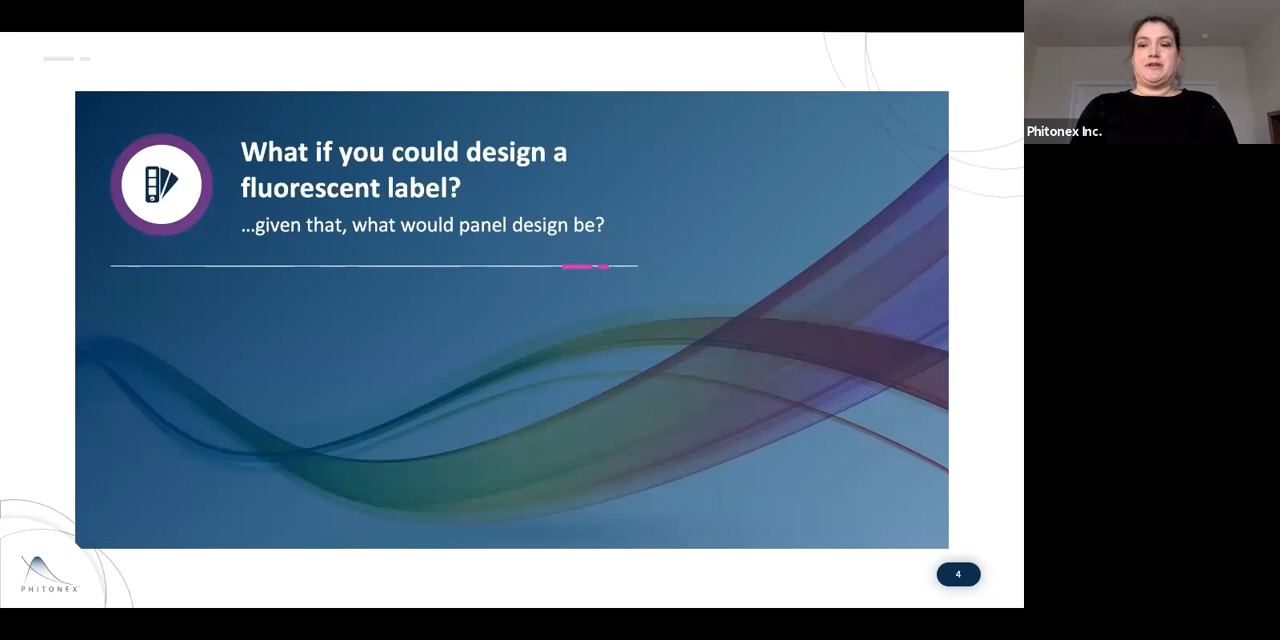 What if you could design a
fluorescent label?
...given that, what would panel design be?
Phitonex Inc.
PHITONEX
4